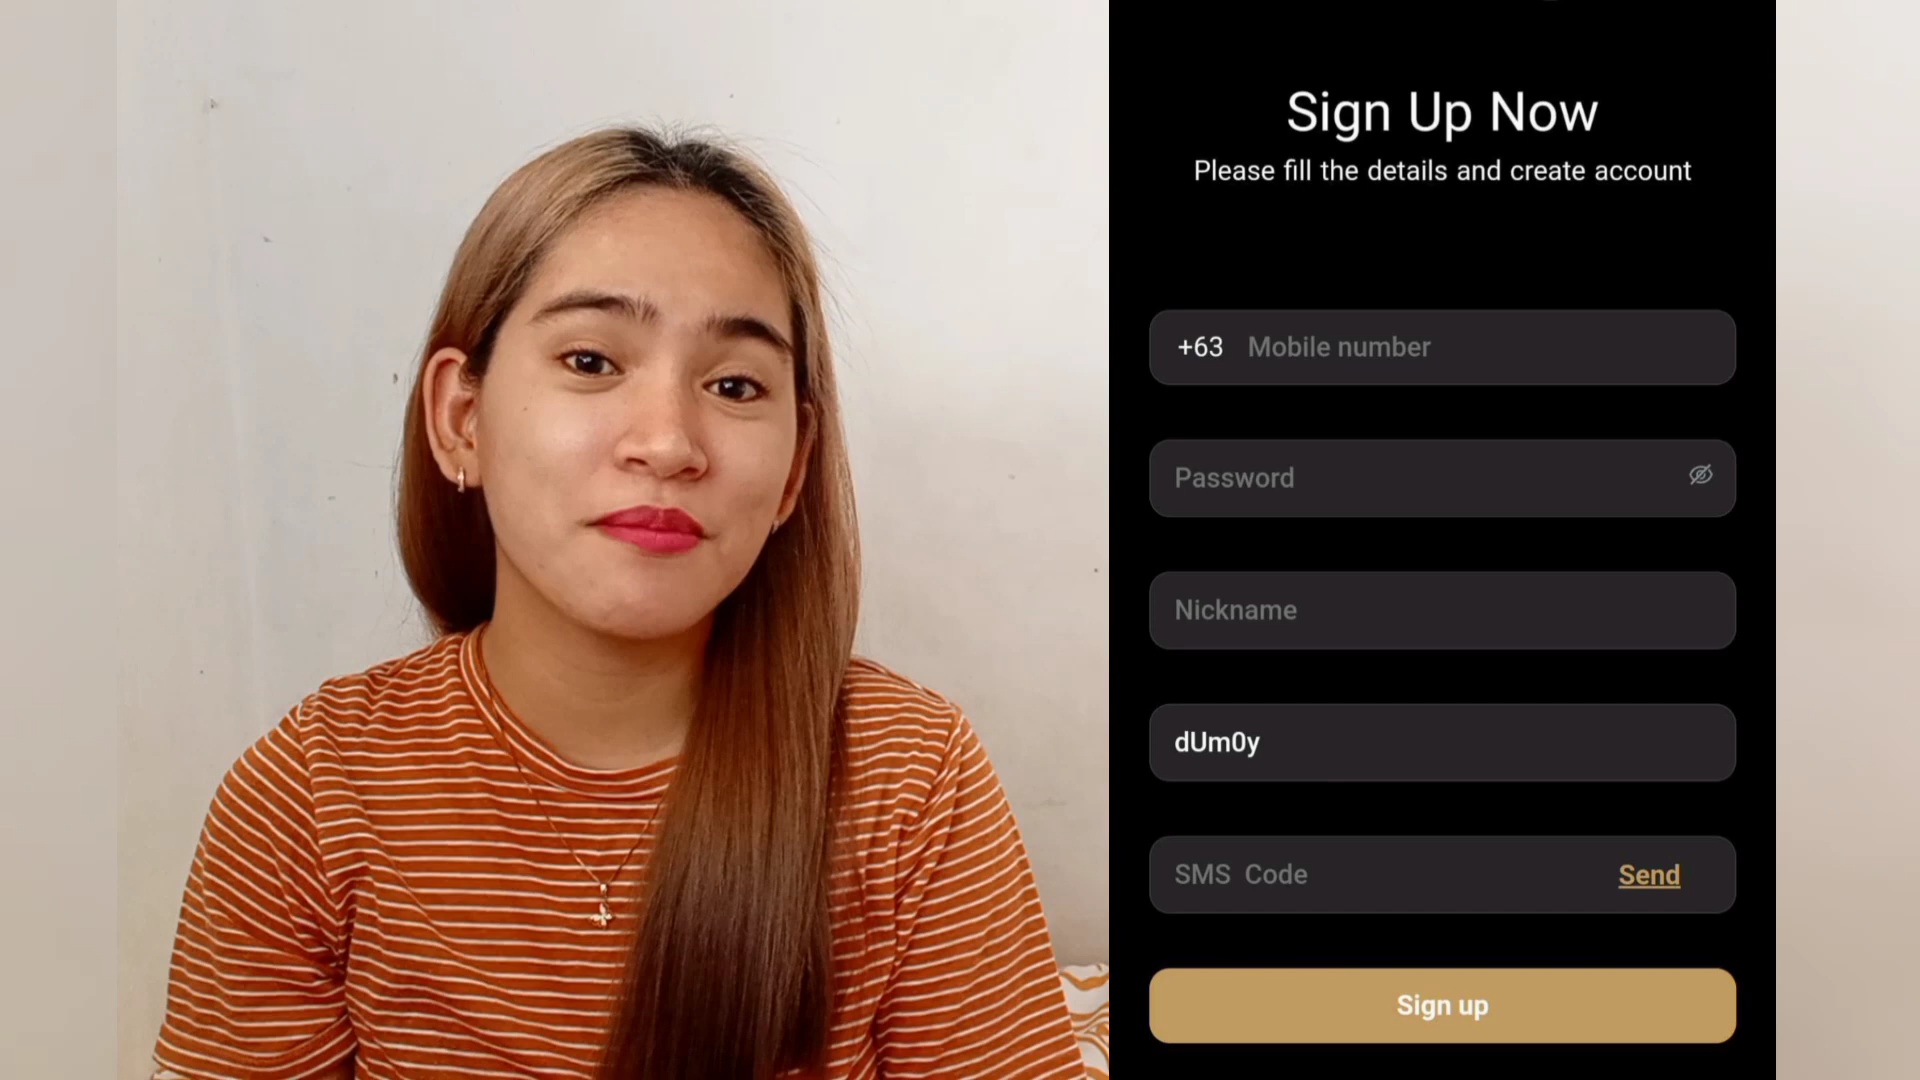 Sign Up Now
Please fill the details and create account
+63 Mobile number
Password
Nickname
dUm0y
SMS Code Send
Sign up